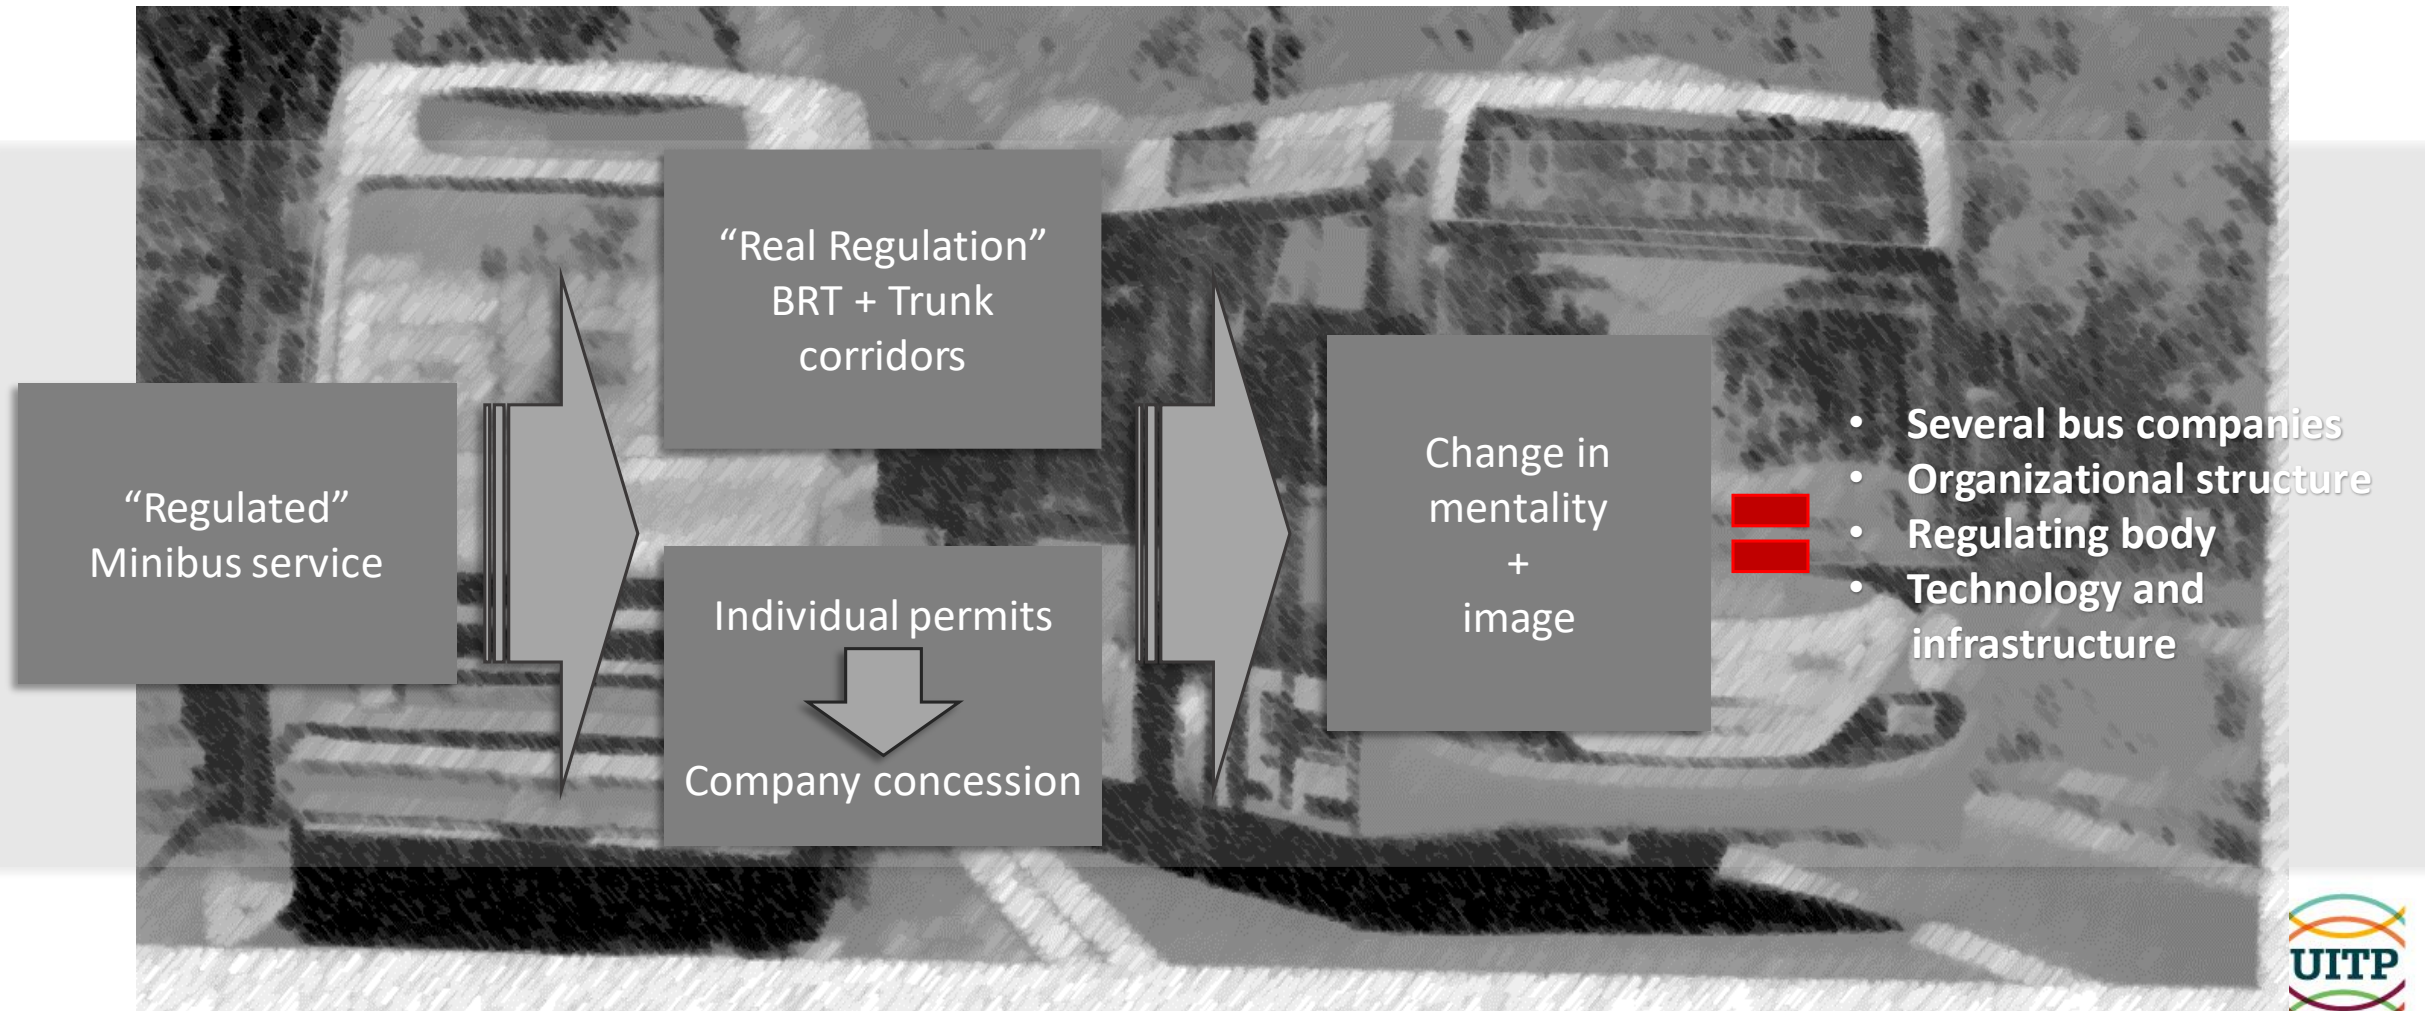 “Regulated”
Minibus service
“Real Regulation”
BRT + Trunk
corridors
Individual permits
Company concession
Change in
mentality
+
image
• Several bus companies
• Organizational structure
• Regulating body
• Technology and
infrastructure
UITP